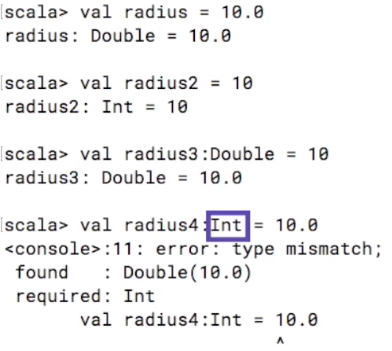 scala> val radius = 10.0
radius: Double = 10.0
scala> val radius2 = 10
radius2: Int = 10
scala> val radius3:Double = 10
radius3: Double = 10.0
scala> val radius4:Int = 10.0
<console>:11: error: type mismatch;
 found   : Double(10.0)
 required: Int
       val radius4:Int = 10.0
                         ^